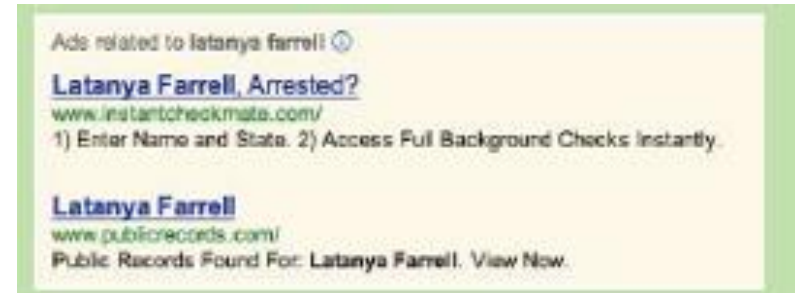 Ads related to latanya farrell ⓘ
Latanya Farrell, Arrested?
www.instantcheckmate.com/
1) Enter Name and State. 2) Access Full Background Checks Instantly.
Latanya Farrell
www.publicrecords.com/
Public Records Found For: Latanya Farrell. View Now.